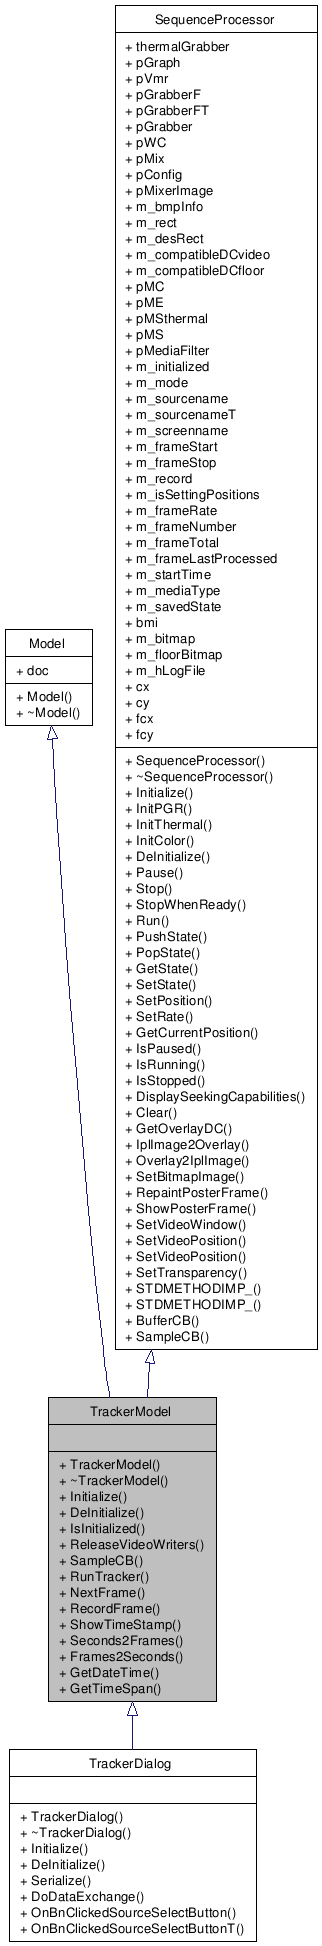 SequenceProcessor
+ thermalGrabber
+ pGraph
+ pVmr
+ pGrabberF
+ pGrabberFT
+ pGrabber
+ pWC
+ pMix
+ pConfig
+ pMixerImage
+ m_bmpInfo
+ m_rect
+ m_desRect
+ m_compatibleDCvideo
+ m_compatibleDCfloor
+ pMC
+ pME
+ pMSthermal
+ pMS
+ pMediaFilter
+ m_initialized
+ m_mode
+ m_sourcename
+ m_sourcenameT
+ m_screenname
+ m_frameStart
+ m_frameStop
+ m_record
+ m_isSettingPositions
+ m_frameRate
+ m_frameNumber
+ m_frameTotal
+ m_frameLastProcessed
+ m_startTime
+ m_mediaType
+ m_savedState
+ bmi
+ m_bitmap
+ m_floorBitmap
+ m_hLogFile
+ cx
+ cy
+ fcx
+ fcy
+ SequenceProcessor()
+ ~SequenceProcessor()
+ Initialize()
+ InitPGR()
+ InitThermal()
+ InitColor()
+ DeInitialize()
+ Pause()
+ Stop()
+ StopWhenReady()
+ Run()
+ PushState()
+ PopState()
+ GetState()
+ SetState()
+ SetPosition()
+ SetRate()
+ GetCurrentPosition()
+ IsPaused()
+ IsRunning()
+ IsStopped()
+ DisplaySeekingCapabilities()
+ Clear()
+ GetOverlayDC()
+ IplImage2Overlay()
+ Overlay2IplImage()
+ SetBitmapImage()
+ RepaintPosterFrame()
+ ShowPosterFrame()
+ SetVideoWindow()
+ SetVideoPosition()
+ SetVideoPosition()
+ SetTransparency()
+ STDMETHODIMP_()
+ STDMETHODIMP_()
+ BufferCB()
+ SampleCB()
Model
+ doc
+ Model()
+ ~Model()
TrackerModel
+ TrackerModel()
+ ~TrackerModel()
+ Initialize()
+ DeInitialize()
+ IsInitialized()
+ ReleaseVideoWriters()
+ SampleCB()
+ RunTracker()
+ NextFrame()
+ RecordFrame()
+ ShowTimeStamp()
+ Seconds2Frames()
+ Frames2Seconds()
+ GetDateTime()
+ GetTimeSpan()
TrackerDialog
+ TrackerDialog()
+ ~TrackerDialog()
+ Initialize()
+ DeInitialize()
+ Serialize()
+ DoDataExchange()
+ OnBnClickedSourceSelectButton()
+ OnBnClickedSourceSelectButtonT()